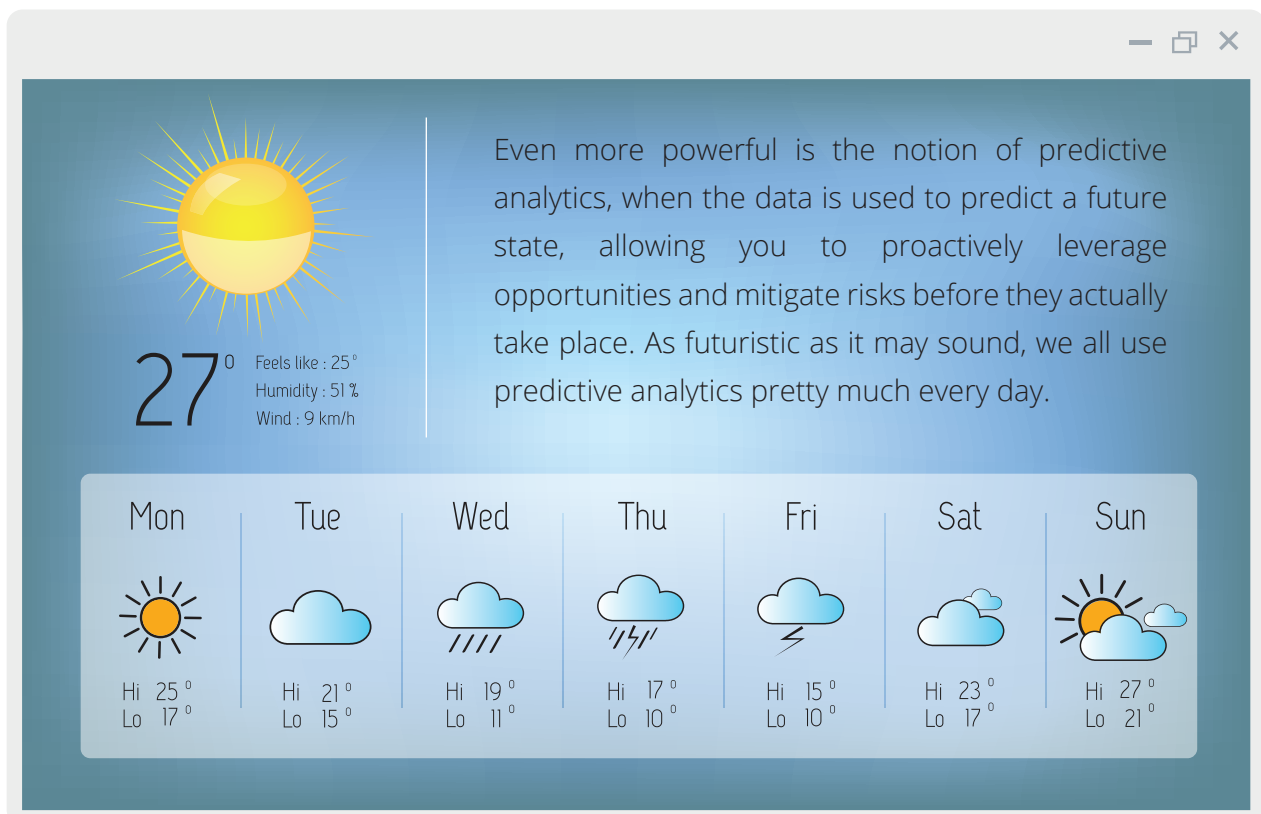 Even more powerful is the notion of predictive
analytics, when the data is used to predict a future
state, allowing you to proactively leverage
opportunities and mitigate risks before they actually
take place. As futuristic as it may sound, we all use
predictive analytics pretty much every day.
27°
Feels like : 25°
Humidity : 51 %
Wind : 9 km/h
Mon
Hi 25°
Lo 17°
Tue
Hi 21°
Lo 15°
Wed
Hi 19°
Lo 11°
Thu
Hi 17°
Lo 10°
Fri
Hi 15°
Lo 10°
Sat
Hi 23°
Lo 17°
Sun
Hi 27°
Lo 21°